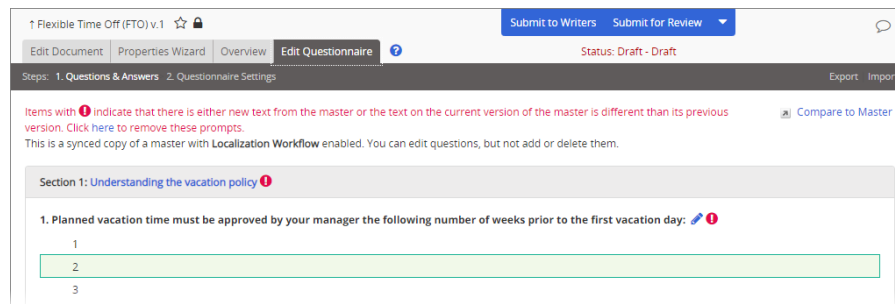 ↑ Flexible Time Off (FTO) v.1
Submit to Writers Submit for Review
Edit Document Properties Wizard Overview Edit Questionnaire ?
Status: Draft - Draft
Steps: 1. Questions & Answers 2. Questionnaire Settings
Export Impor
Items with ! indicate that there is either new text from the master or the text on the current version of the master is different than its previous
version. Click here to remove these prompts.
Compare to Master
This is a synced copy of a master with Localization Workflow enabled. You can edit questions, but not add or delete them.
Section 1: Understanding the vacation policy !
1. Planned vacation time must be approved by your manager the following number of weeks prior to the first vacation day: !
1
2
3